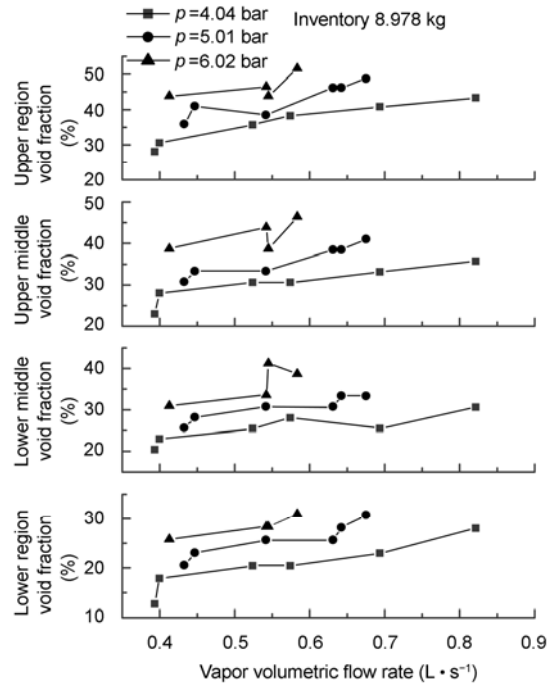 p=4.04 bar
Inventory 8.978 kg
p=5.01 bar
p=6.02 bar
Upper region
void fraction
(%)
50
40
30
20
Upper middle
void fraction
(%)
50
40
30
20
Lower middle
void fraction
(%)
40
30
20
Lower region
void fraction
(%)
30
20
10
0.4 0.5 0.6 0.7 0.8 0.9
Vapor volumetric flow rate (L • s⁻¹)